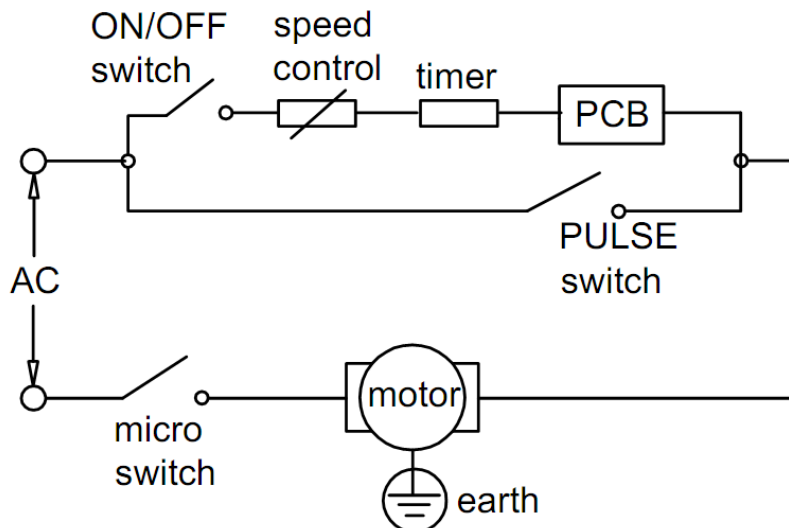 ON/OFF
switch
speed
control
timer
PCB
PULSE
switch
AC
micro
switch
motor
earth